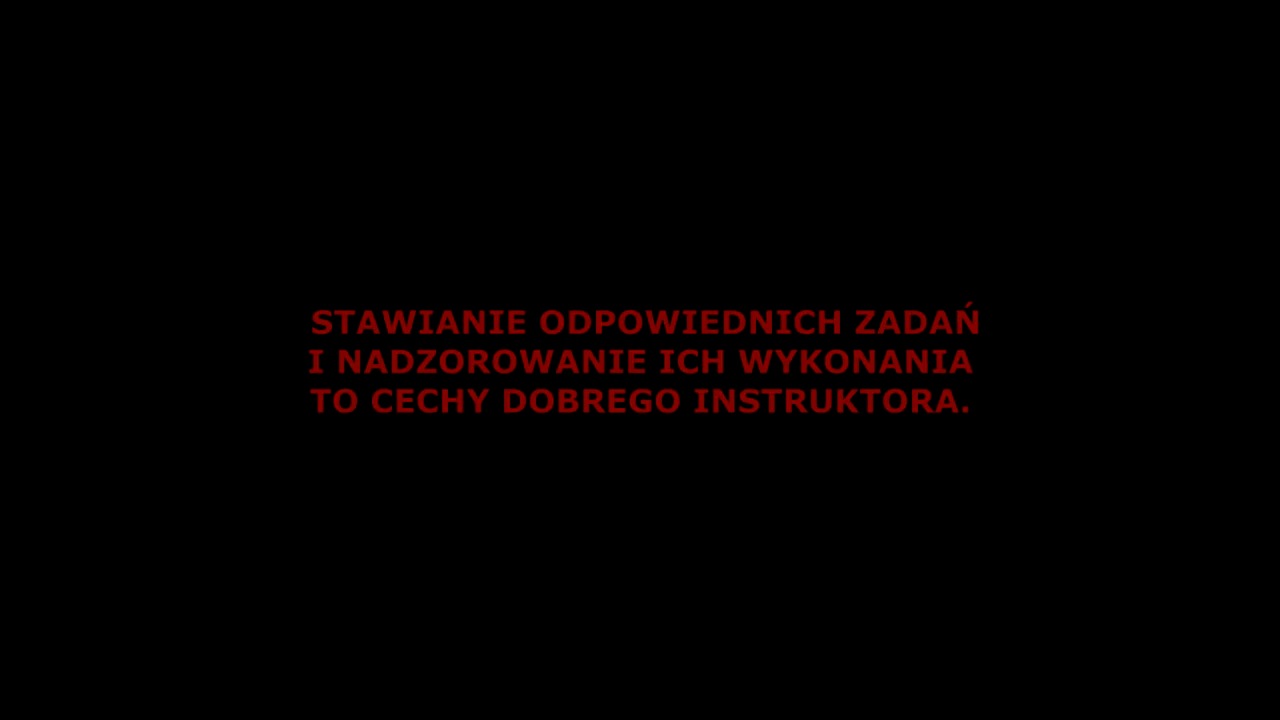 STAWIANIE ODPOWIEDNICH ZADAŃ
I NADZOROWANIE ICH WYKONANIA
TO CECHY DOBREGO INSTRUKTORA.